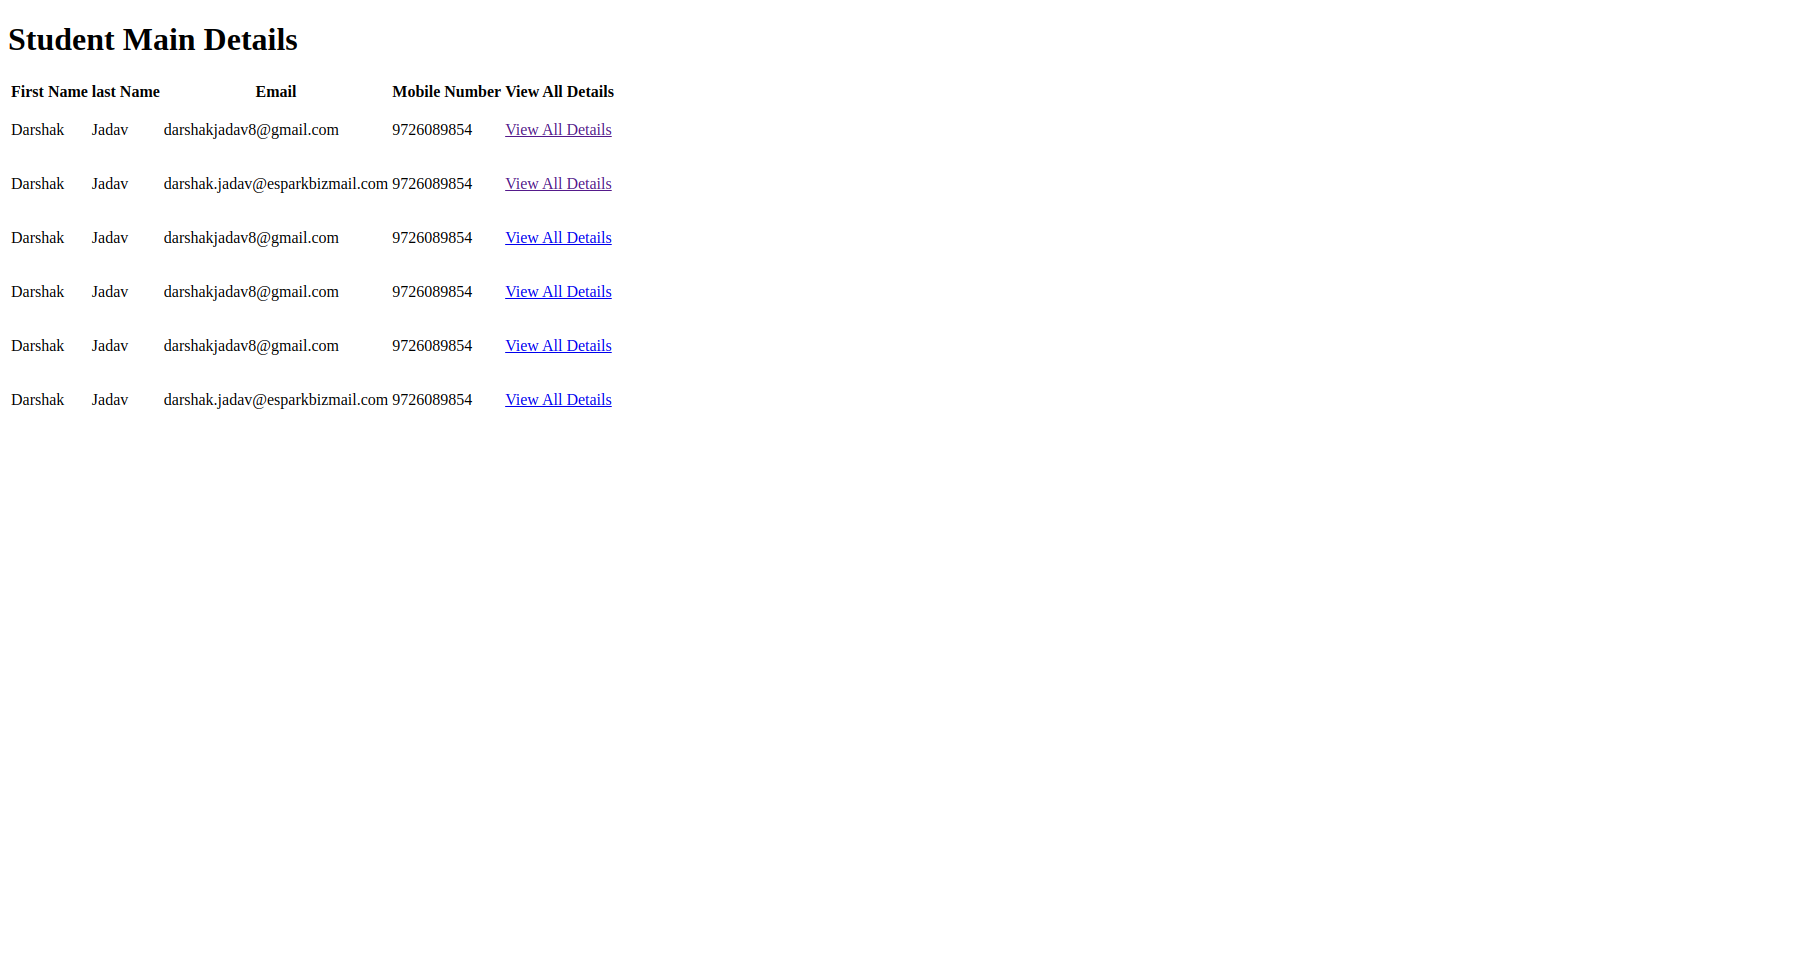 Student Main Details
First Name last Name Email Mobile Number View All Details
Darshak Jadav darshakjadav8@gmail.com 9726089854 View All Details
Darshak Jadav darshak.jadav@esparkbizmail.com 9726089854 View All Details
Darshak Jadav darshakjadav8@gmail.com 9726089854 View All Details
Darshak Jadav darshakjadav8@gmail.com 9726089854 View All Details
Darshak Jadav darshakjadav8@gmail.com 9726089854 View All Details
Darshak Jadav darshak.jadav@esparkbizmail.com 9726089854 View All Details